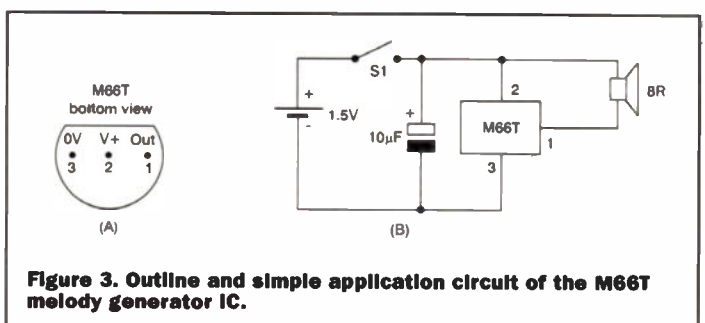 M66T
bottom view
0V V+ Out
3 2 1
(A)
S1
+
1.5V
-
+
10µF
2
M66T
1
3
8R
(B)
Figure 3. Outline and simple application circuit of the M66T
melody generator IC.